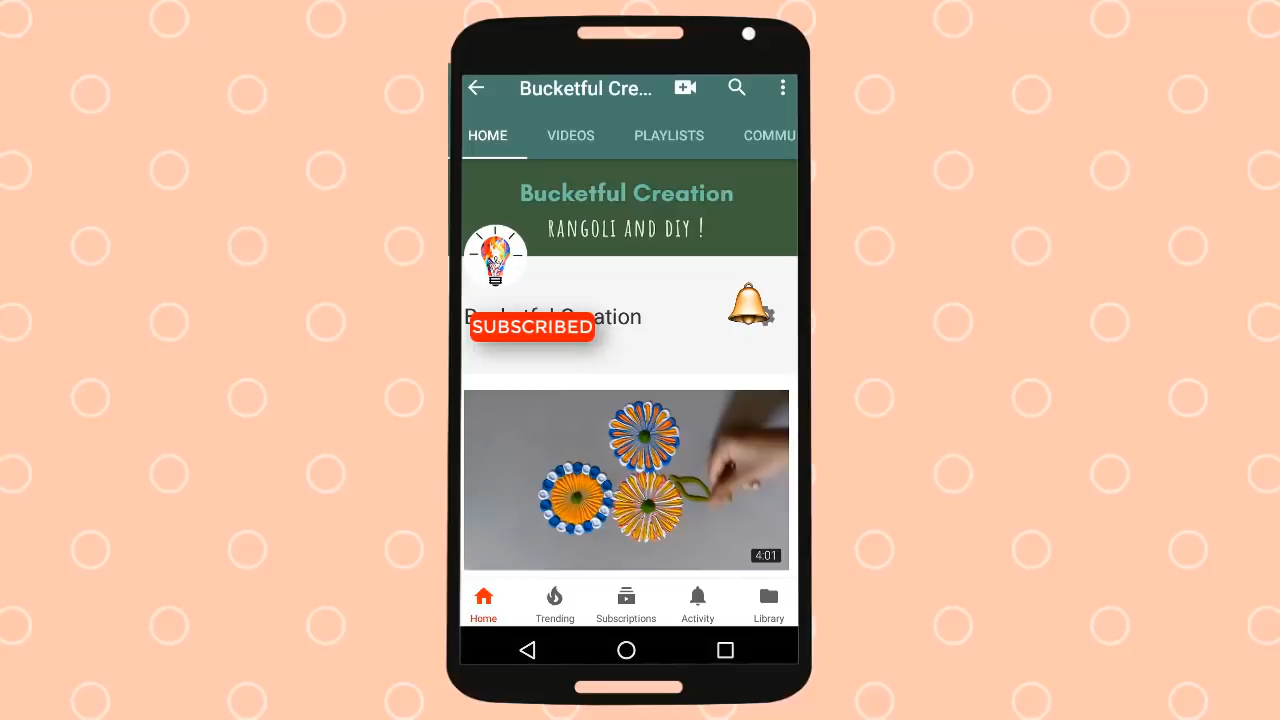 Bucketful Cre...
HOME VIDEOS PLAYLISTS COMMU
Bucketful Creation
RANGOLI AND DIY !
SUBSCRIBED
4:01
Home Trending Subscriptions Activity Library